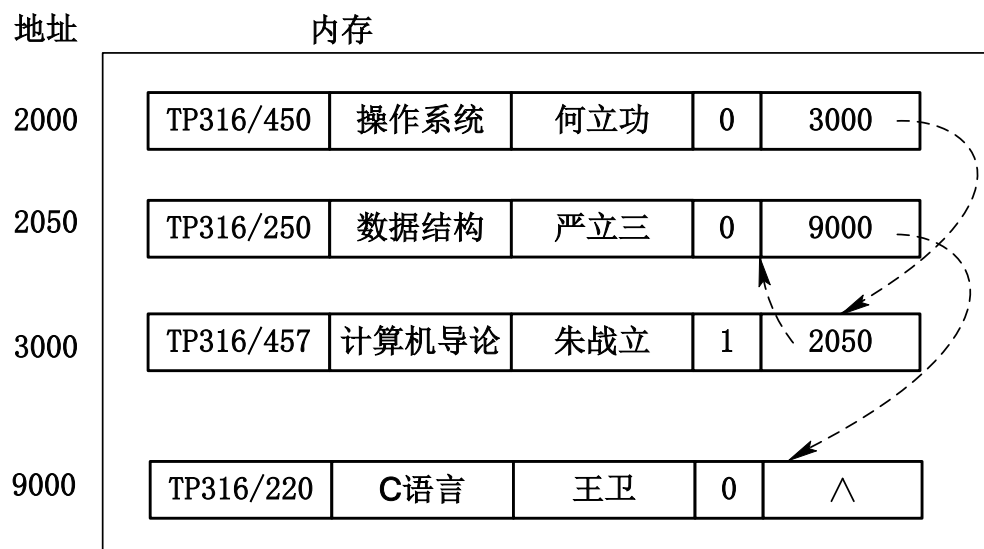 地址 内存
2000 TP316/450 操作系统 何立功 0 3000
2050 TP316/250 数据结构 严立三 0 9000
3000 TP316/457 计算机导论 朱战立 1 2050
9000 TP316/220 C语言 王卫 0 ∧